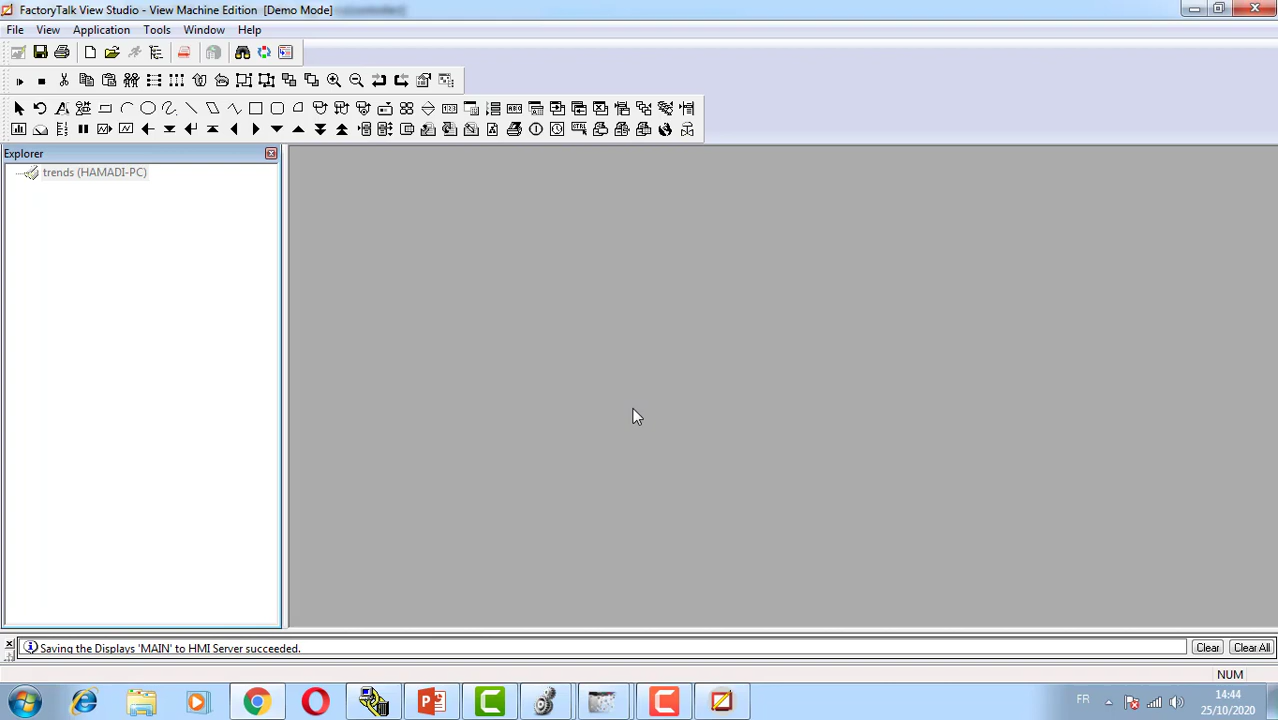 FactoryTalk View Studio - View Machine Edition [Demo Mode]
File View Application Tools Window Help
Explorer
trends (HAMADI-PC)
Saving the Displays 'MAIN' to HMI Server succeeded.
Clear Clear All
NUM
FR 14:44
25/10/2020